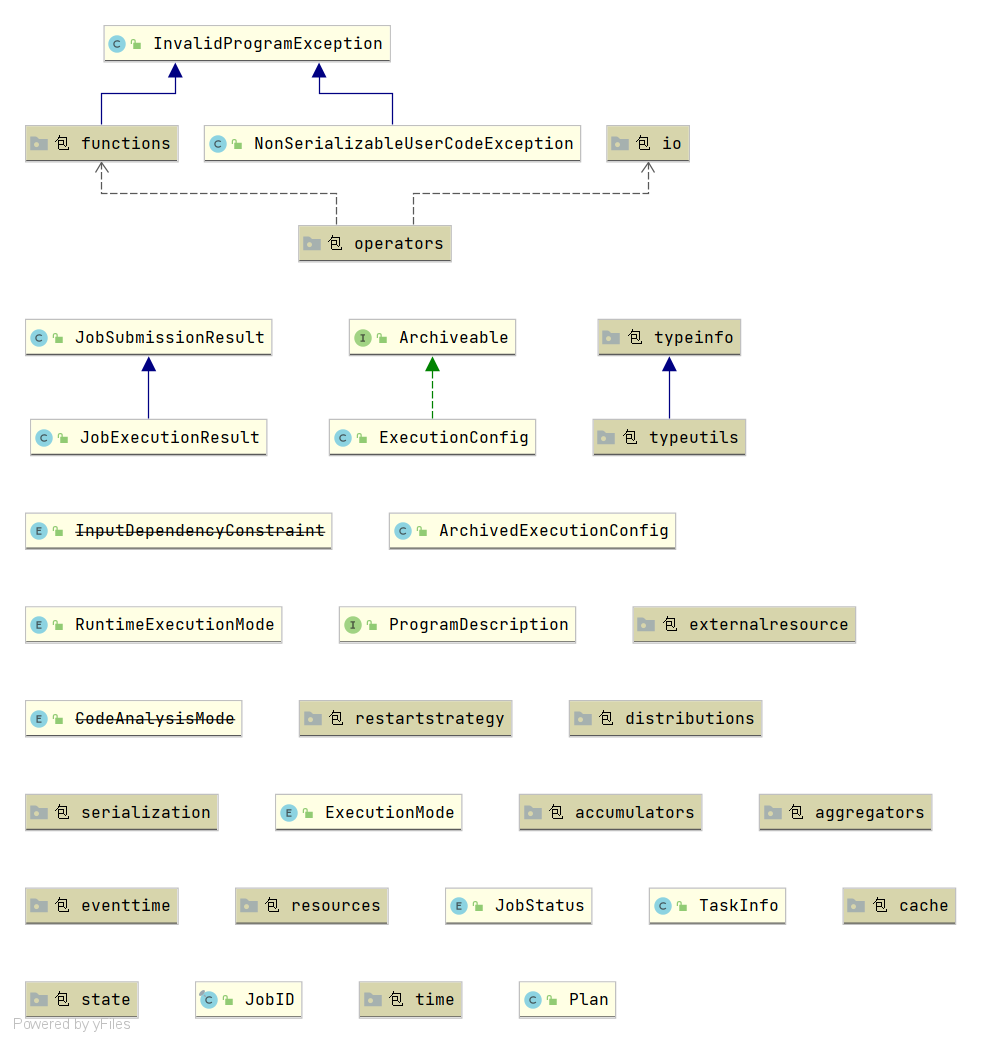 C InvalidProgramException
包 functions
C NonSerializableUserCodeException
包 io
包 operators
C JobSubmissionResult
I Archiveable
包 typeinfo
C JobExecutionResult
C ExecutionConfig
包 typeutils
E InputDependencyConstraint
C ArchivedExecutionConfig
E RuntimeExecutionMode
I ProgramDescription
包 externalresource
E CodeAnalysisMode
包 restartstrategy
包 distributions
包 serialization
E ExecutionMode
包 accumulators
包 aggregators
包 eventtime
包 resources
E JobStatus
C TaskInfo
包 cache
包 state
C JobID
包 time
C Plan
Powered by yFiles